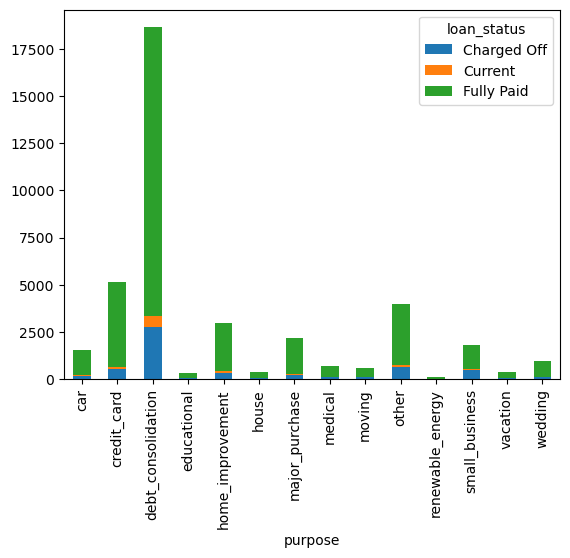 loan_status
Charged Off
Current
Fully Paid
17500
15000
12500
10000
7500
5000
2500
0
car
credit_card
debt_consolidation
educational
home_improvement
house
major_purchase
medical
moving
other
renewable_energy
small_business
vacation
wedding
purpose